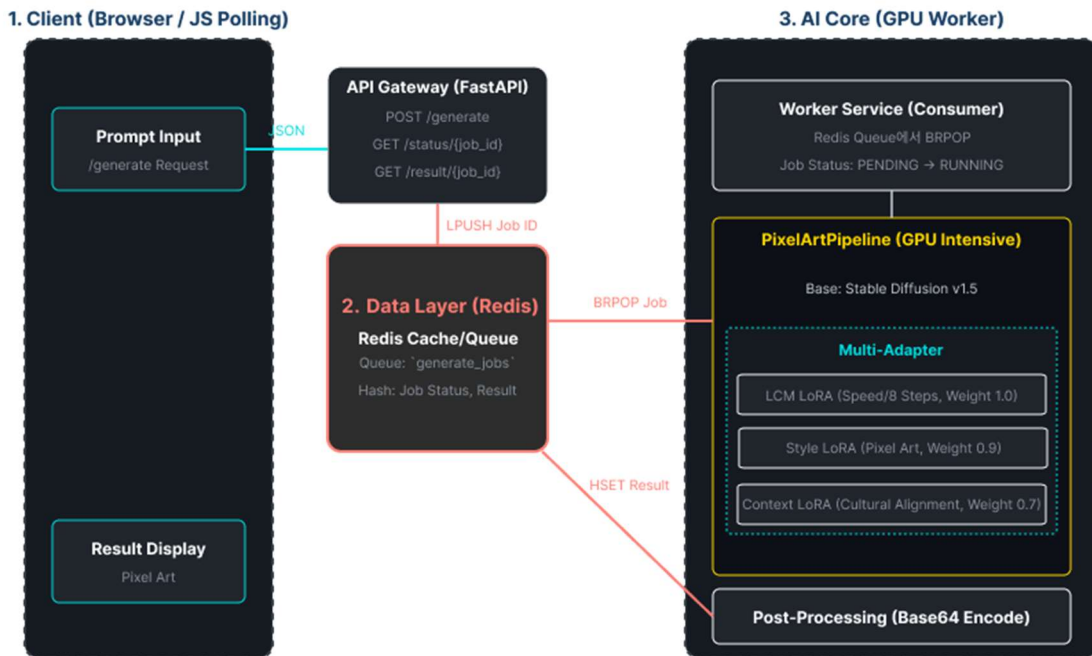 1. Client (Browser / JS Polling)
Prompt Input
/generate Request
Result Display
Pixel Art
JSON
API Gateway (FastAPI)
POST /generate
GET /status/{job_id}
GET /result/{job_id}
LPUSH Job ID
2. Data Layer (Redis)
Redis Cache/Queue
Queue: `generate_jobs`
Hash: Job Status, Result
BRPOP Job
HSET Result
3. AI Core (GPU Worker)
Worker Service (Consumer)
Redis Queue에서 BRPOP
Job Status: PENDING → RUNNING
PixelArtPipeline (GPU Intensive)
Base: Stable Diffusion v1.5
Multi-Adapter
LCM LoRA (Speed/8 Steps, Weight 1.0)
Style LoRA (Pixel Art, Weight 0.9)
Context LoRA (Cultural Alignment, Weight 0.7)
Post-Processing (Base64 Encode)